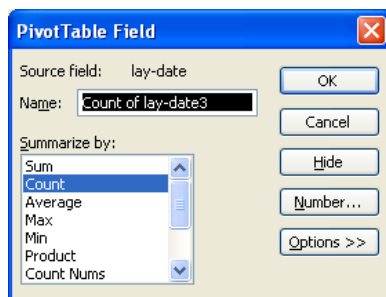 PivotTable Field
Source field: lay-date
Name: Count of lay-date3
Summarize by:
Sum
Count
Average
Max
Min
Product
Count Nums
OK
Cancel
Hide
Number...
Options >>